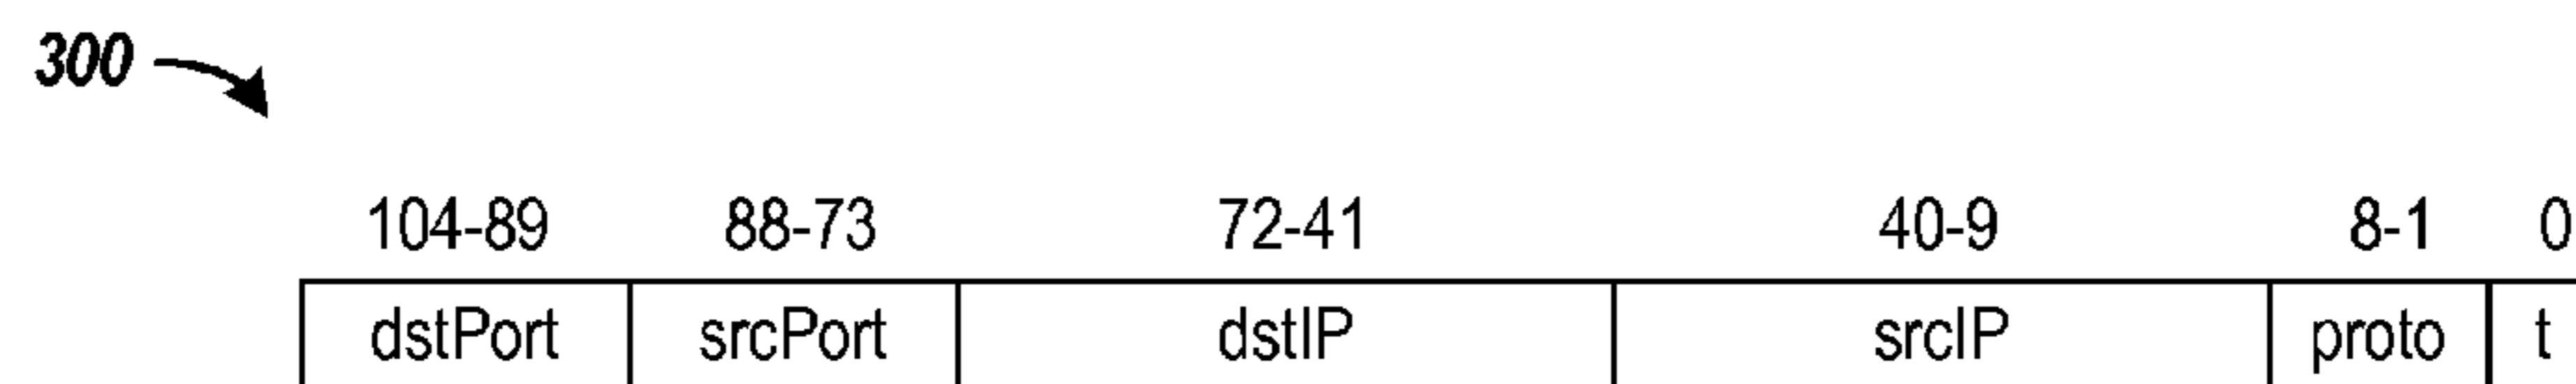 300
104-89 88-73 72-41 40-9 8-1 0
dstPort srcPort dstIP srcIP proto t